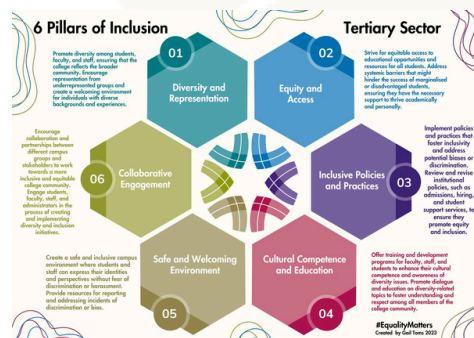 6 Pillars of Inclusion
Tertiary Sector
01
Diversity and
Representation
Promote diversity among students,
faculty, and staff, ensuring that the
college reflects the broader
community. Encourage
representation from
underrepresented groups and
create a welcoming environment
for individuals with diverse
backgrounds and experiences.
02
Equity and
Access
Strive for equitable access to
educational opportunities and
resources for all students. Address
systemic barriers that might
hinder the success of marginalised
or disadvantaged students,
ensuring they have the necessary
support to thrive academically
and personally.
Inclusive Policies
and Practices
03
Implement policies
and practices that
foster inclusivity
and address
potential biases or
discrimination.
Review and revise
institutional
policies, such as
admissions, hiring,
and student
support services, to
ensure they
promote equity
and inclusion.
Cultural Competence
and Education
04
Offer training and development
programs for faculty, staff, and
students to enhance their cultural
competence and awareness of
diversity issues. Promote dialogue
and education on diversity-related
topics to foster understanding and
respect among all members of the
college community.
Safe and Welcoming
Environment
05
Create a safe and inclusive campus
environment where students and
staff can express their identities
and perspectives without fear of
discrimination or harassment.
Provide resources for reporting
and addressing incidents of
discrimination or bias.
06
Collaborative
Engagement
Encourage
collaboration and
partnerships between
different campus
groups and
stakeholders to work
towards a more
inclusive and equitable
college community.
Engage students,
faculty, staff, and
administrators in the
process of creating
and implementing
diversity and inclusion
initiatives.
#EqualityMatters
Created by Gail Toms 2023